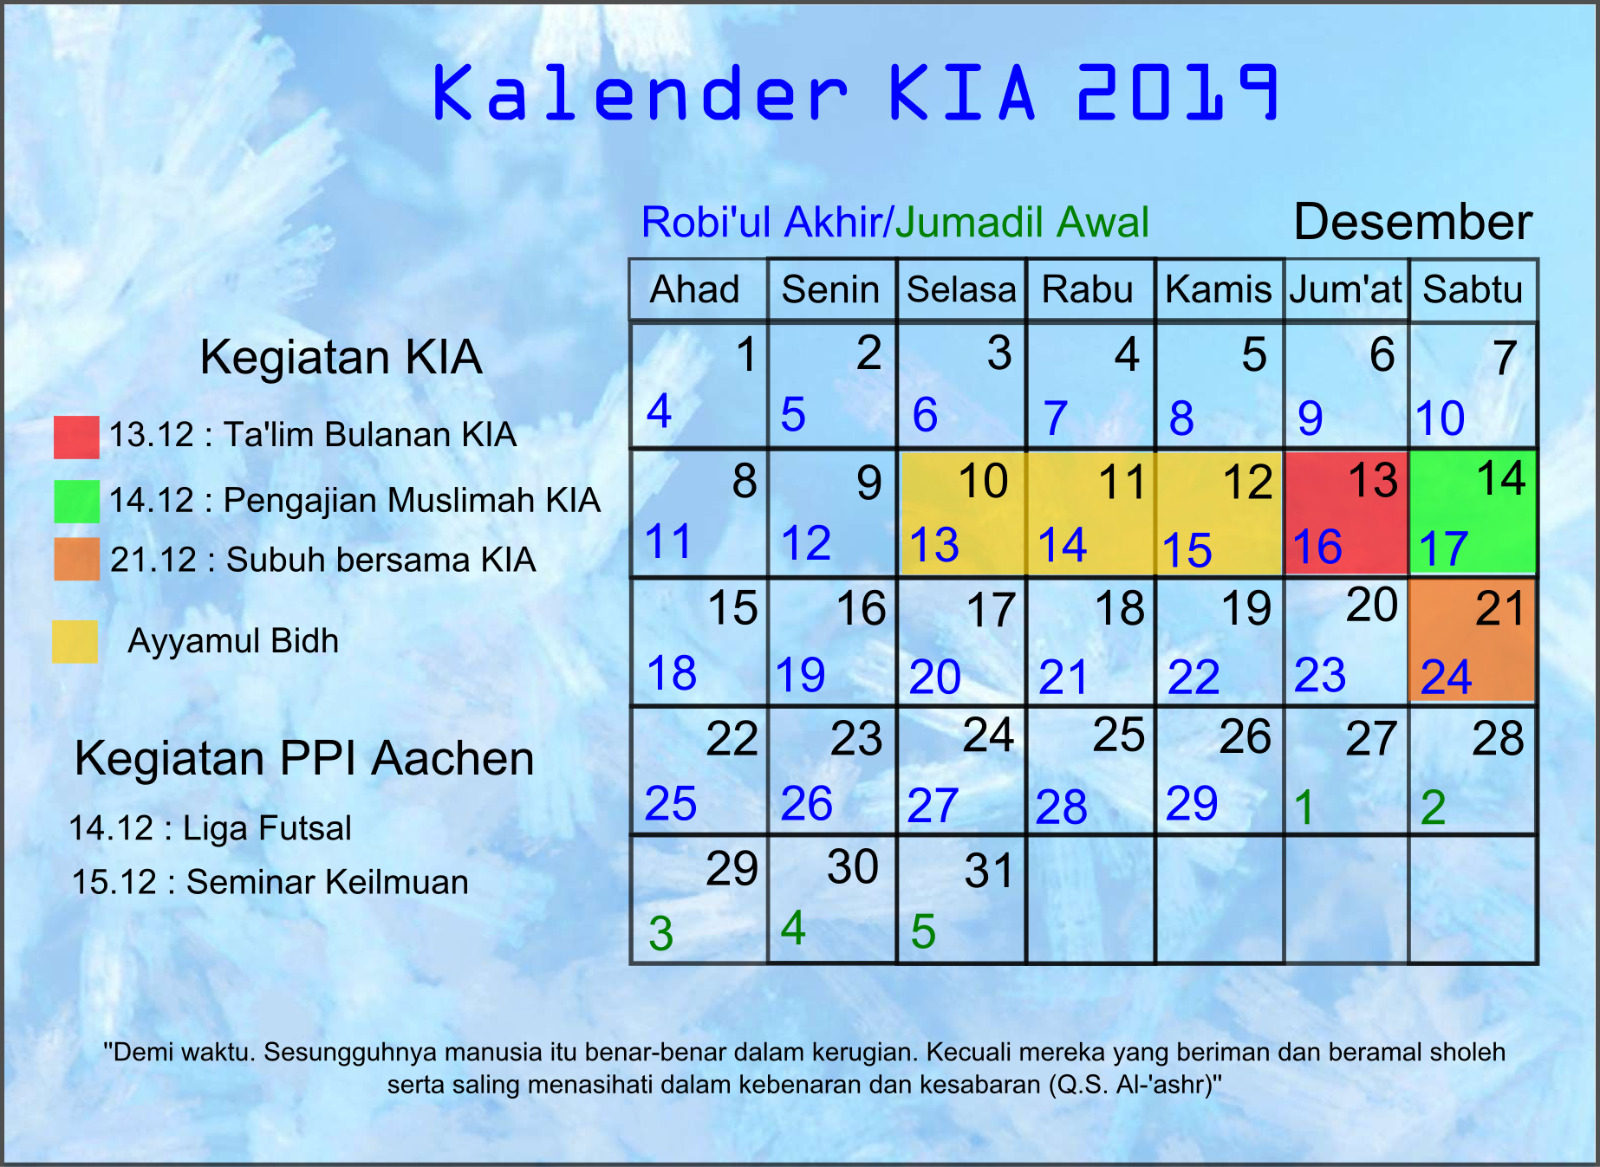 Kalender KIA 2019
Robi'ul Akhir/Jumadil Awal Desember
Ahad Senin Selasa Rabu Kamis Jum'at Sabtu
1 2 3 4 5 6 7
4 5 6 7 8 9 10
8 9 10 11 12 13 14
11 12 13 14 15 16 17
15 16 17 18 19 20 21
18 19 20 21 22 23 24
22 23 24 25 26 27 28
25 26 27 28 29 1 2
29 30 31
3 4 5
Kegiatan KIA
13.12 : Ta'lim Bulanan KIA
14.12 : Pengajian Muslimah KIA
21.12 : Subuh bersama KIA
Ayyamul Bidh
Kegiatan PPI Aachen
14.12 : Liga Futsal
15.12 : Seminar Keilmuan
"Demi waktu. Sesungguhnya manusia itu benar-benar dalam kerugian. Kecuali mereka yang beriman dan beramal sholeh
serta saling menasihati dalam kebenaran dan kesabaran (Q.S. Al-'ashr)"